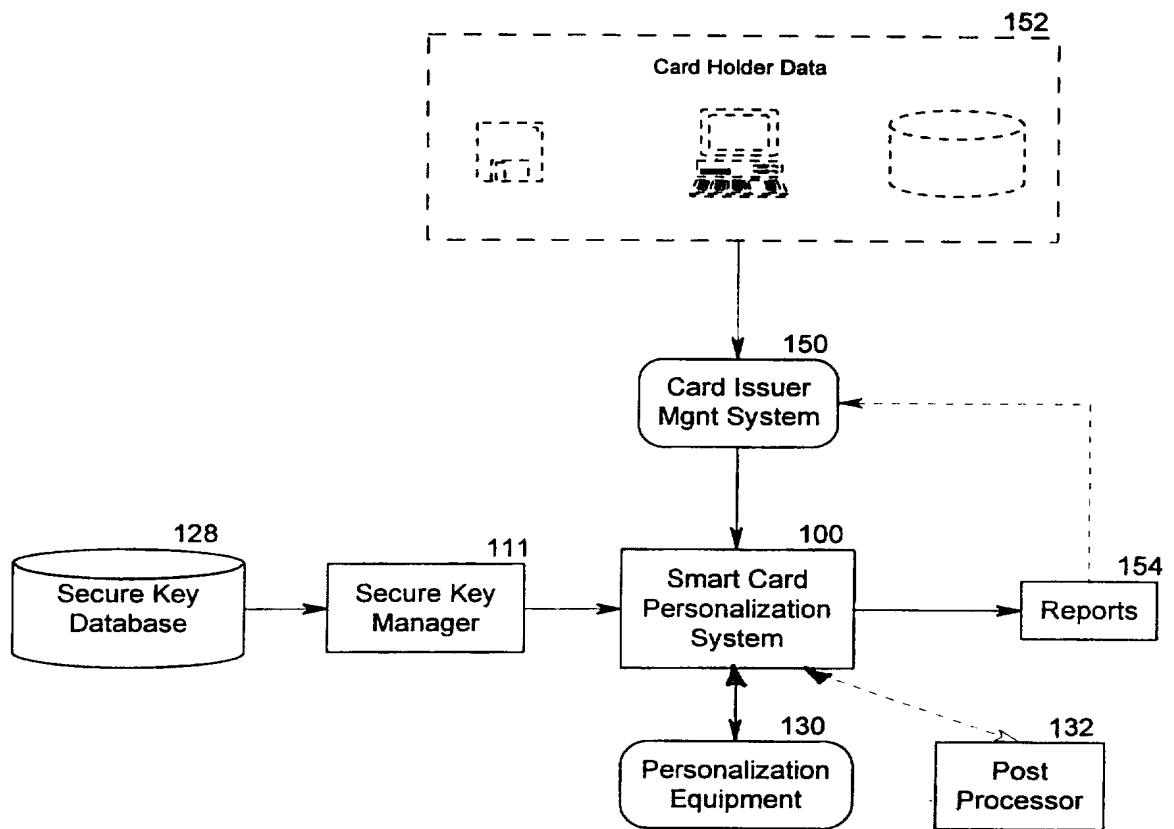 152
Card Holder Data
150
Card Issuer
Mgnt System
128
Secure Key
Database
111
Secure Key
Manager
100
Smart Card
Personalization
System
154
Reports
130
Personalization
Equipment
132
Post
Processor